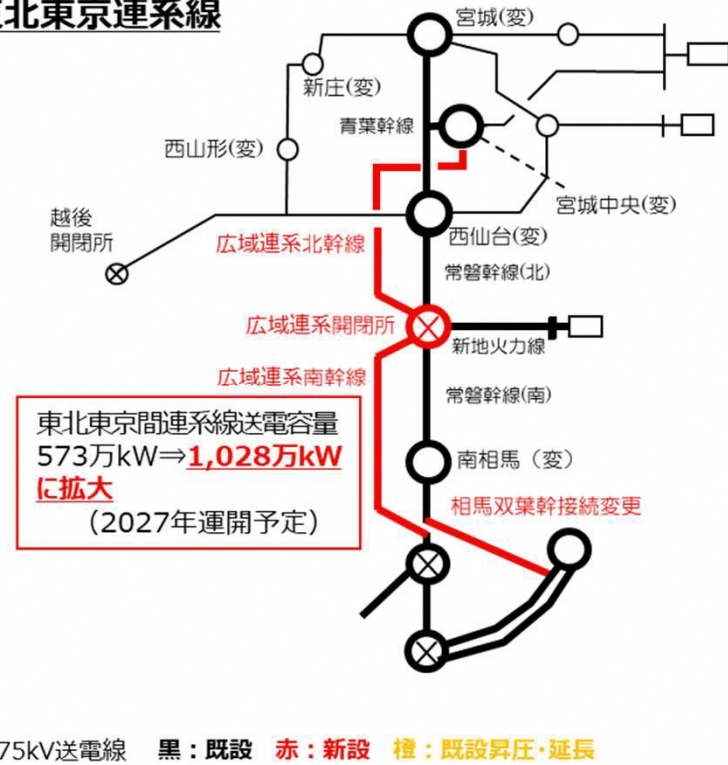 北東京連系線
宮城(変)
新庄(変)
青葉幹線
西山形(変)
宮城中央(変)
越後
開閉所
広域連系北幹線
西仙台(変)
常磐幹線(北)
広域連系開閉所
新地火力線
広域連系南幹線
常磐幹線(南)
東北東京間連系線送電容量
573万kW⇒1,028万kW
に拡大
（2027年運開予定）
南相馬（変）
相馬双葉幹接続変更
75kV送電線 黒：既設 赤：新設 橙：既設昇圧・延長